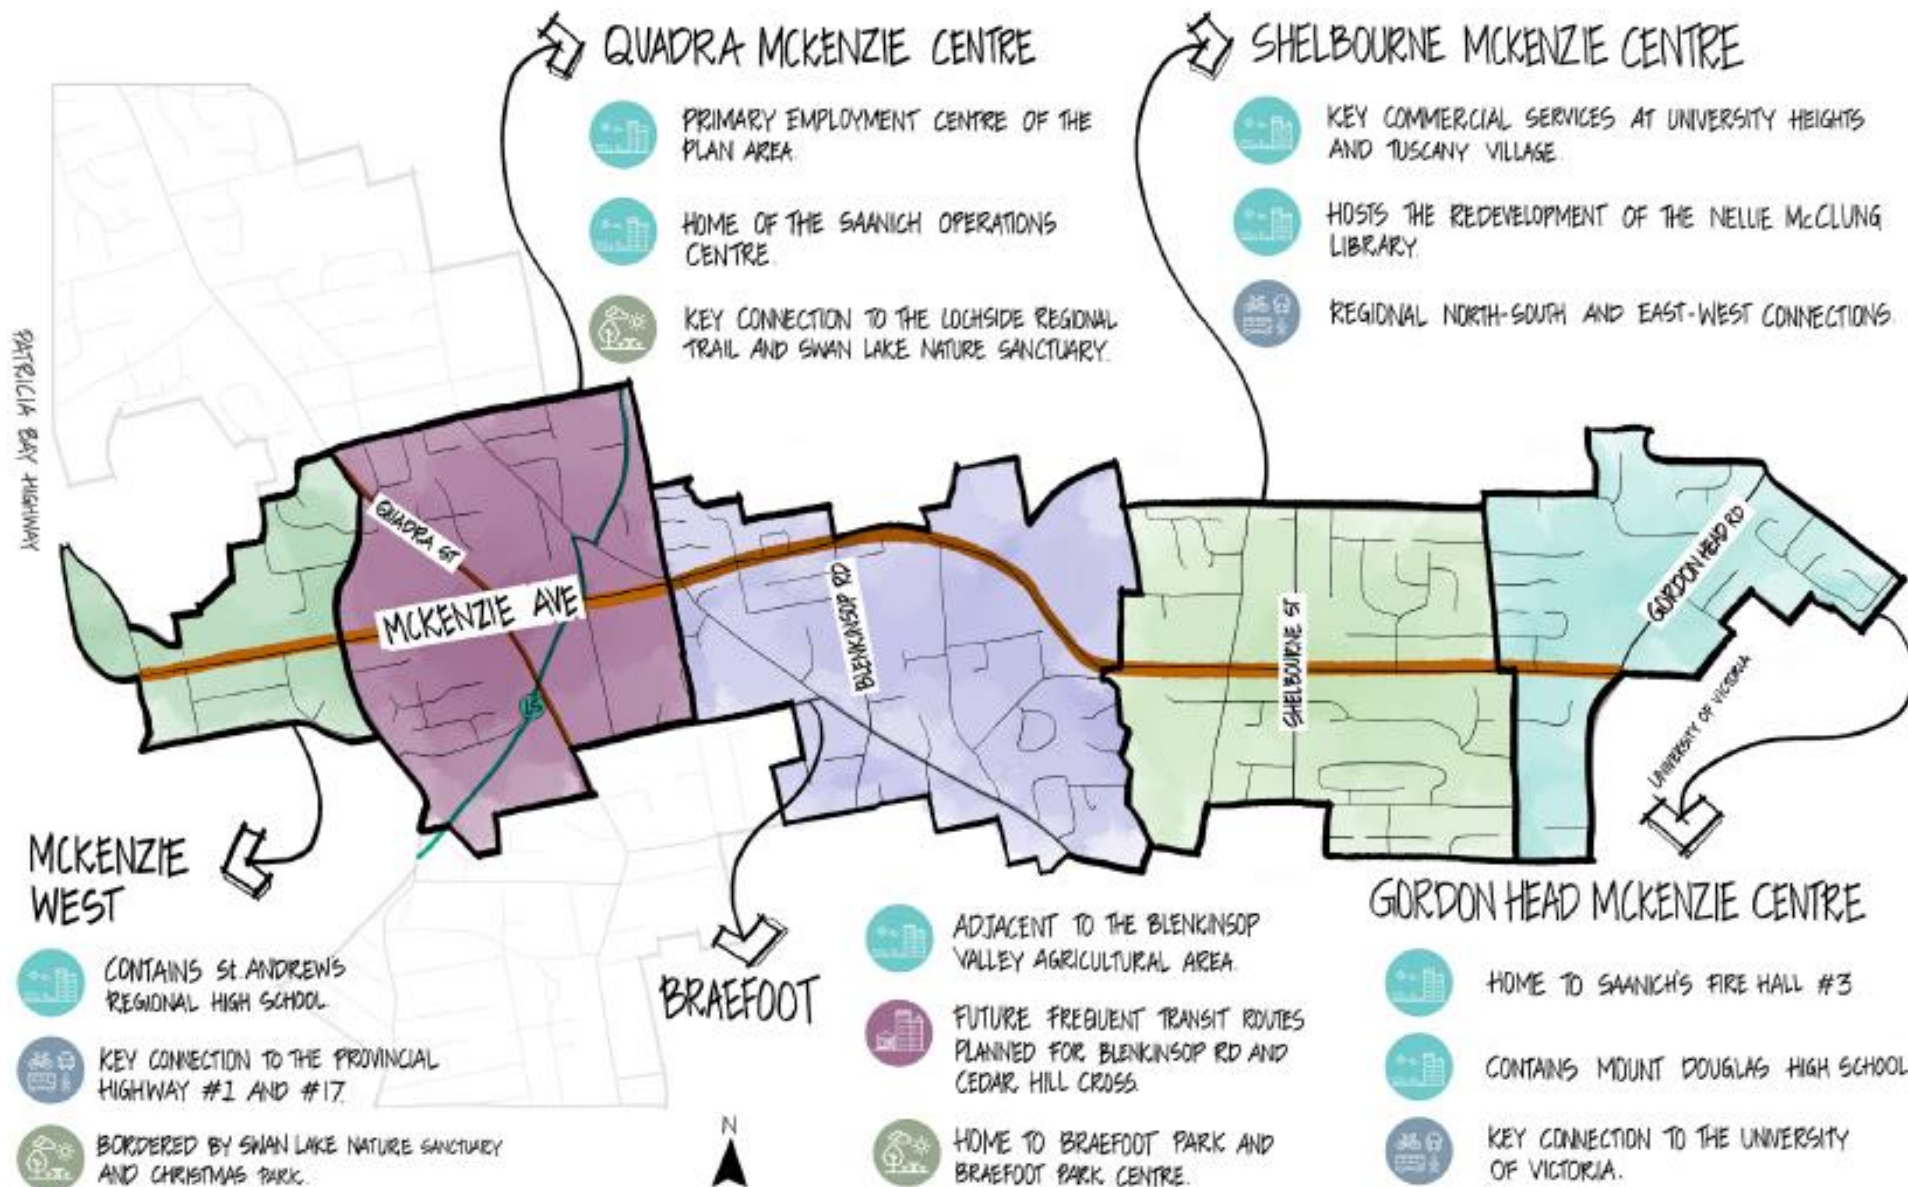 QUADRA MCKENZIE CENTRE
PRIMARY EMPLOYMENT CENTRE OF THE
PLAN AREA.
HOME OF THE SAANICH OPERATIONS
CENTRE.
KEY CONNECTION TO THE LOCHSIDE REGIONAL
TRAIL AND SWAN LAKE NATURE SANCTUARY.
SHELBOURNE MCKENZIE CENTRE
KEY COMMERCIAL SERVICES AT UNIVERSITY HEIGHTS
AND TUSCANY VILLAGE.
HOSTS THE REDEVELOPMENT OF THE NELLIE McCLUNG
LIBRARY.
REGIONAL NORTH-SOUTH AND EAST-WEST CONNECTIONS.
PATRICIA BAY HIGHWAY
QUADRA ST
MCKENZIE AVE
LS
BLENKINSOP RD
SHELBOURNE ST
GORDON HEAD RD
UNIVERSITY OF VICTORIA
MCKENZIE
WEST
CONTAINS St. ANDREW'S
REGIONAL HIGH SCHOOL.
KEY CONNECTION TO THE PROVINCIAL
HIGHWAY #1 AND #17.
BORDERED BY SWAN LAKE NATURE SANCTUARY
AND CHRISTMAS PARK.
BRAEFOOT
N
ADJACENT TO THE BLENKINSOP
VALLEY AGRICULTURAL AREA.
FUTURE FREQUENT TRANSIT ROUTES
PLANNED FOR BLENKINSOP RD AND
CEDAR HILL CROSS.
HOME TO BRAEFOOT PARK AND
BRAEFOOT PARK CENTRE.
GORDON HEAD MCKENZIE CENTRE
HOME TO SAANICH'S FIRE HALL #3
CONTAINS MOUNT DOUGLAS HIGH SCHOOL
KEY CONNECTION TO THE UNIVERSITY
OF VICTORIA.